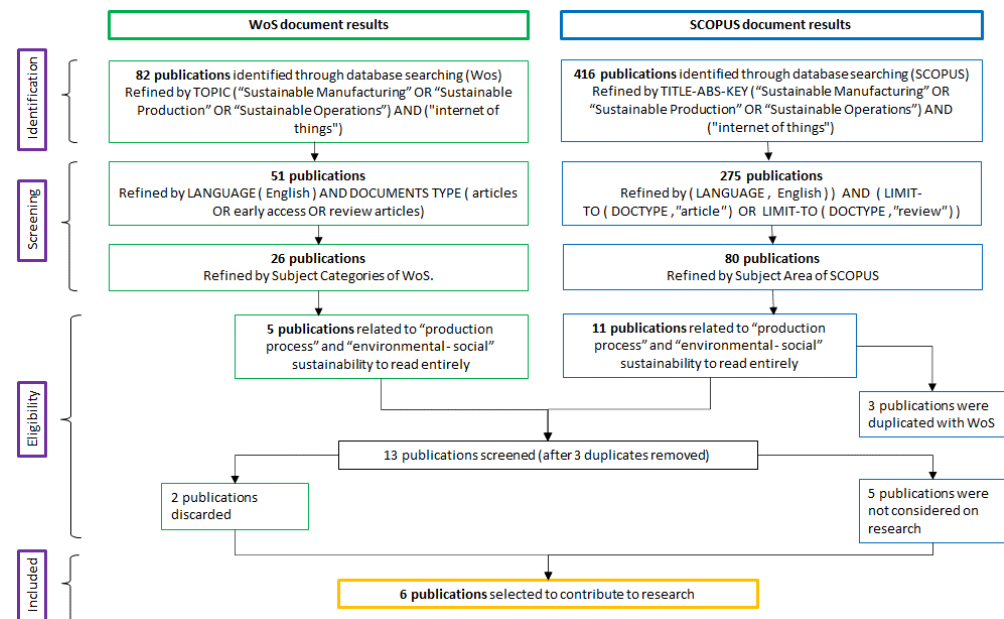 WoS document results
SCOPUS document results
Identification
82 publications identified through database searching (Wos)
Refined by TOPIC (“Sustainable Manufacturing” OR “Sustainable
Production” OR “Sustainable Operations”) AND ("internet of
things")
416 publications identified through database searching (SCOPUS)
Refined by TITLE-ABS-KEY (“Sustainable Manufacturing” OR
“Sustainable Production” OR “Sustainable Operations”) AND
("internet of things")
Screening
51 publications
Refined by LANGUAGE ( English ) AND DOCUMENTS TYPE ( articles
OR early access OR review articles)
275 publications
Refined by ( LANGUAGE , English ) ) AND ( LIMIT-
TO ( DOCTYPE ,"article") OR LIMIT-TO ( DOCTYPE ,"review") )
26 publications
Refined by Subject Categories of WoS.
80 publications
Refined by Subject Area of SCOPUS
Eligibility
5 publications related to “production
process” and “environmental - social”
sustainability to read entirely
11 publications related to “production
process” and “environmental - social”
sustainability to read entirely
3 publications were
duplicated with WoS
13 publications screened (after 3 duplicates removed)
2 publications
discarded
5 publications were
not considered on
research
Included
6 publications selected to contribute to research